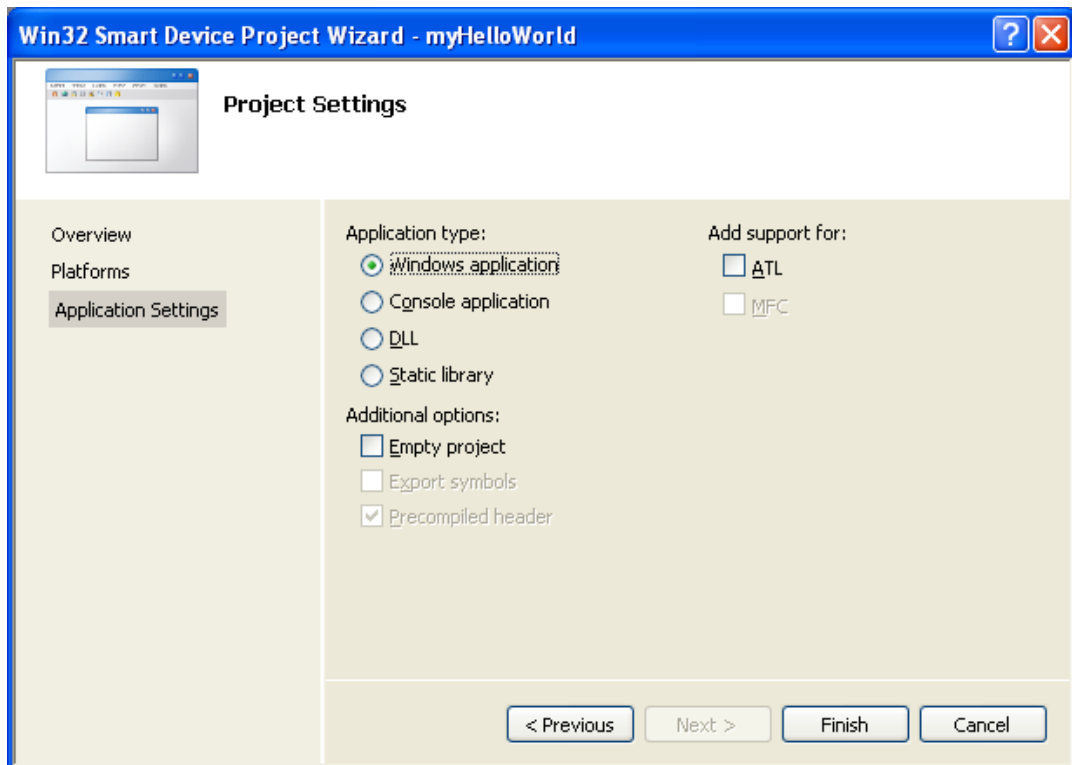 Win32 Smart Device Project Wizard - myHelloWorld
Project Settings
Overview
Platforms
Application Settings
Application type:
Windows application
Console application
DLL
Static library
Additional options:
Empty project
Export symbols
Precompiled header
Add support for:
ATL
MFC
< Previous
Next >
Finish
Cancel